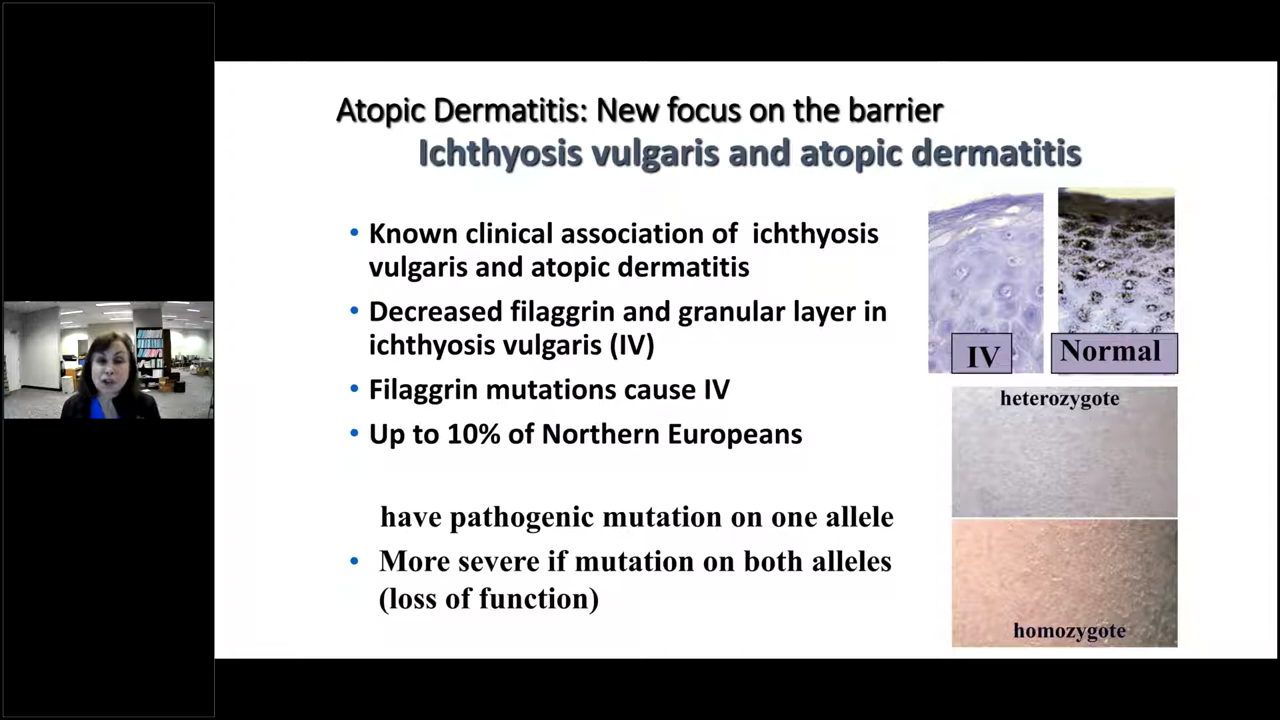 Atopic Dermatitis: New focus on the barrier
Ichthyosis vulgaris and atopic dermatitis
• Known clinical association of ichthyosis
vulgaris and atopic dermatitis
• Decreased filaggrin and granular layer in
ichthyosis vulgaris (IV)
• Filaggrin mutations cause IV
• Up to 10% of Northern Europeans
have pathogenic mutation on one allele
• More severe if mutation on both alleles
(loss of function)
IV
Normal
heterozygote
homozygote